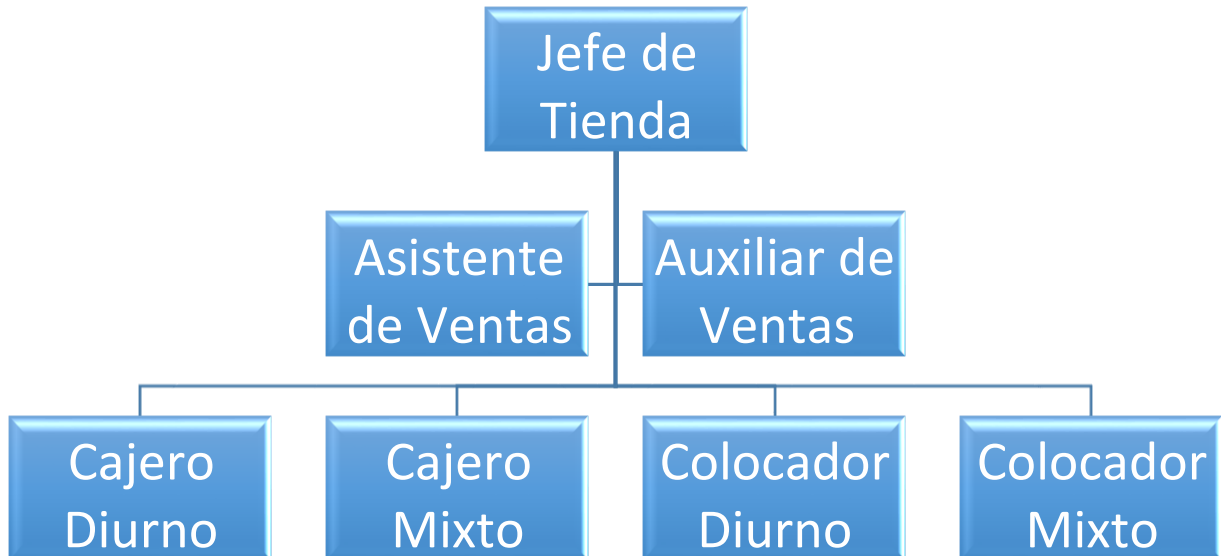 Jefe de
Tienda
Asistente
de Ventas
Auxiliar de
Ventas
Cajero
Diurno
Cajero
Mixto
Colocador
Diurno
Colocador
Mixto